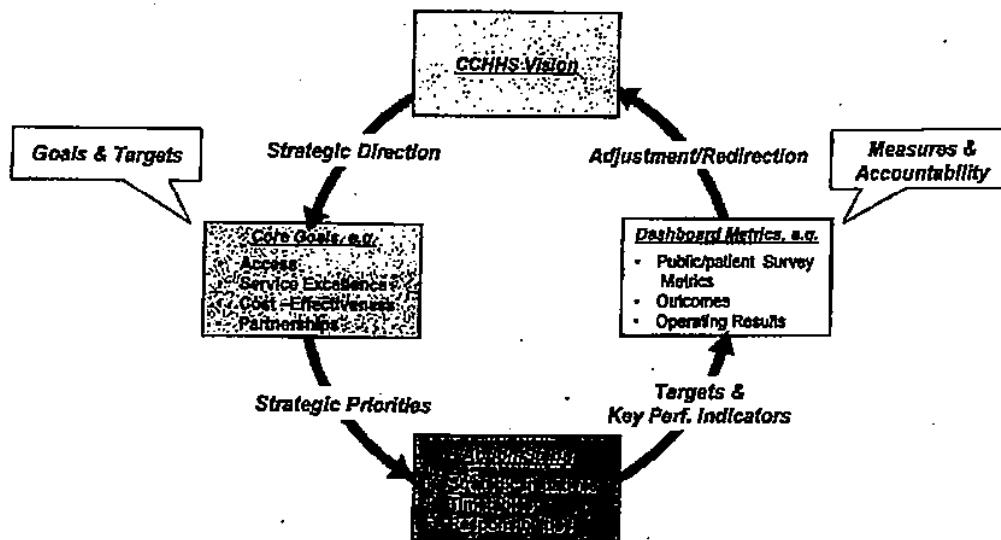 CCHHS Vision
Goals & Targets
Strategic Direction
Adjustment/Redirection
Measures &
Accountability
Core Goals, e.g.
Access
Service Excellence
Cost –Effectiveness
Partnerships
Dashboard Metrics, e.g.
• Public/patient Survey
Metrics
• Outcomes
• Operating Results
Strategic Priorities
Targets &
Key Perf. Indicators